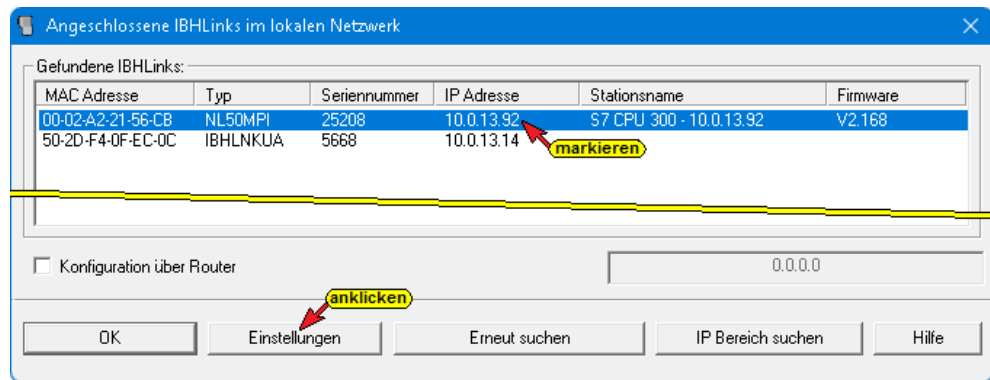 Angeschlossene IBHLinks im lokalen Netzwerk
Gefundene IBHLinks:
MAC Adresse Typ Seriennummer IP Adresse Stationsname Firmware
00-02-A2-21-56-CB NL50MPI 25208 10.0.13.92 S7 CPU 300 - 10.0.13.92 V2.168
50-2D-F4-0F-EC-0C IBHLNKUA 5668 10.0.13.14
markieren
Konfiguration über Router 0.0.0.0
anklicken
OK Einstellungen Erneut suchen IP Bereich suchen Hilfe